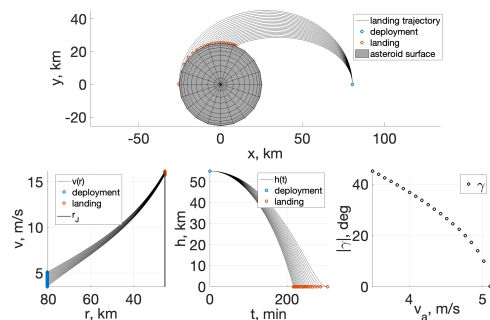 40
20
0
-20
y, km
-50
0
50
100
x, km
landing trajectory
deployment
landing
asteroid surface
15
10
5
v, m/s
80
60
40
r, km
v(r)
deployment
landing
r_J
50
40
20
0
h, km
0
200
t, min
h(t)
deployment
landing
40
20
0
|γ|, deg
4
5
v_a, m/s
γ